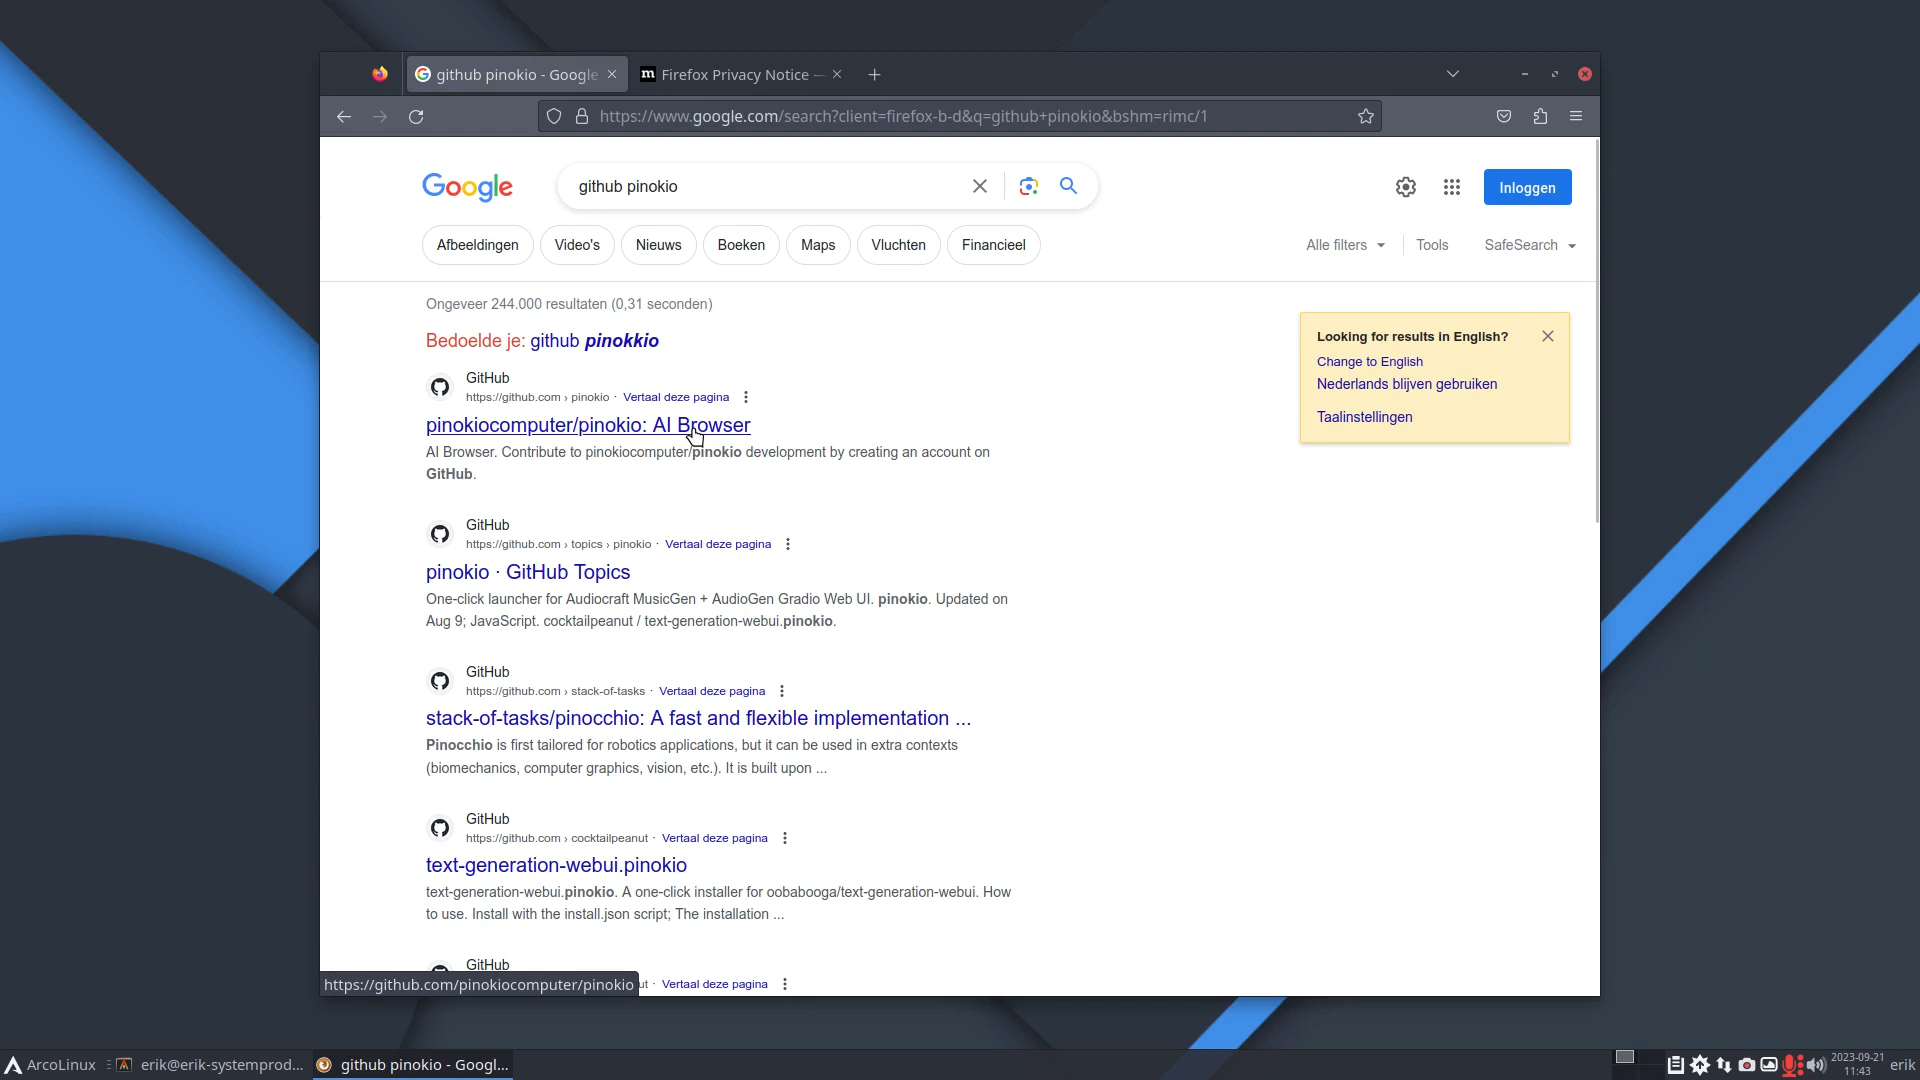 github pinokio - Google
m Firefox Privacy Notice —
https://www.google.com/search?client=firefox-b-d&q=github+pinokio&bshm=rimc/1
Google
github pinokio
Inloggen
Afbeeldingen
Video's
Nieuws
Boeken
Maps
Vluchten
Financieel
Alle filters
Tools
SafeSearch
Ongeveer 244.000 resultaten (0,31 seconden)
Bedoelde je: github pinokkio
Looking for results in English?
Change to English
Nederlands blijven gebruiken
Taalinstellingen
GitHub
https://github.com › pinokio · Vertaal deze pagina
pinokiocomputer/pinokio: AI Browser
AI Browser. Contribute to pinokiocomputer/pinokio development by creating an account on
GitHub.
GitHub
https://github.com › topics › pinokio · Vertaal deze pagina
pinokio · GitHub Topics
One-click launcher for Audiocraft MusicGen + AudioGen Gradio Web UI. pinokio. Updated on
Aug 9; JavaScript. cocktailpeanut / text-generation-webui.pinokio.
GitHub
https://github.com › stack-of-tasks · Vertaal deze pagina
stack-of-tasks/pinocchio: A fast and flexible implementation ...
Pinocchio is first tailored for robotics applications, but it can be used in extra contexts
(biomechanics, computer graphics, vision, etc.). It is built upon ...
GitHub
https://github.com › cocktailpeanut · Vertaal deze pagina
text-generation-webui.pinokio
text-generation-webui.pinokio. A one-click installer for oobabooga/text-generation-webui. How
to use. Install with the install.json script; The installation ...
GitHub
ut · Vertaal deze pagina
https://github.com/pinokiocomputer/pinokio
ArcoLinux
erik@erik-systemprod...
github pinokio - Googl...
2023-09-21
11:43
erik